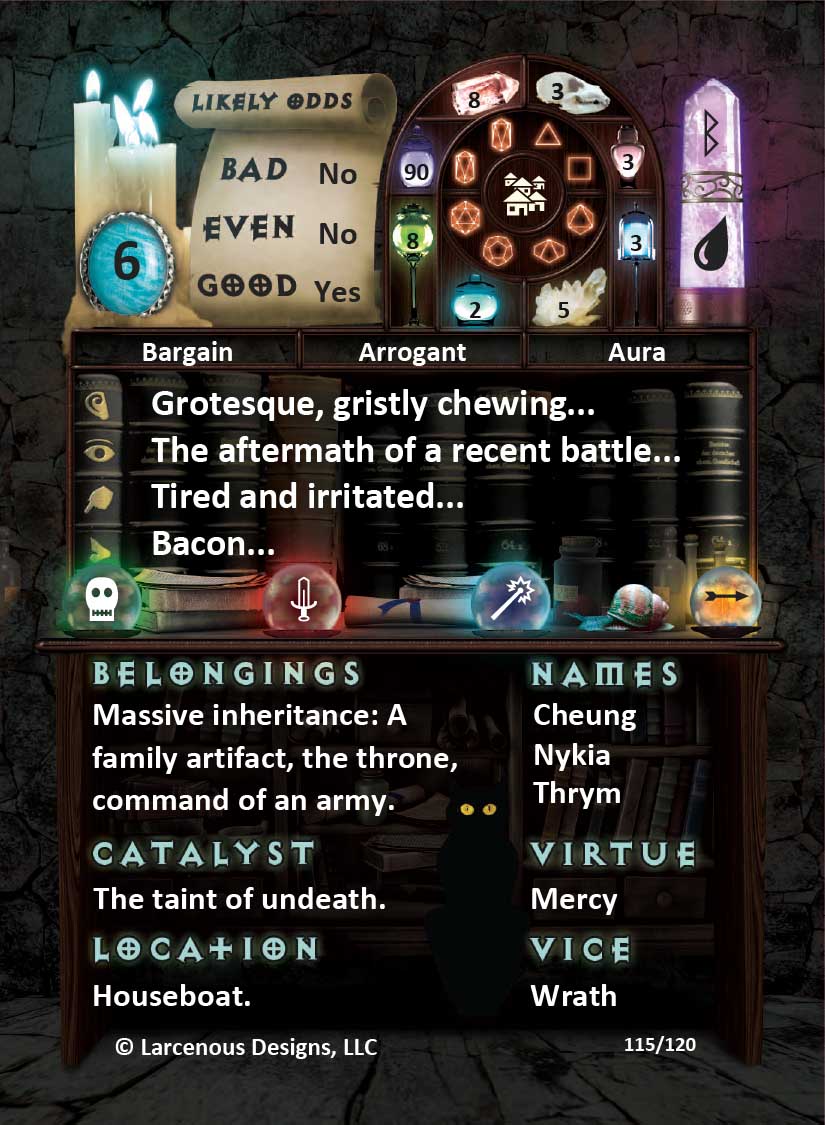 LIKELY ODDS
BAD No
EVEN No
GOOD Yes
6
8 3
90 3
8 3
2 5
ᛒ
Bargain Arrogant Aura
Grotesque, gristly chewing...
The aftermath of a recent battle...
Tired and irritated...
Bacon...
BELONGINGS
Massive inheritance: A
family artifact, the throne,
command of an army.
NAMES
Cheung
Nykia
Thrym
CATALYST
The taint of undeath.
VIRTUE
Mercy
LOCATION
Houseboat.
VICE
Wrath
© Larcenous Designs, LLC
115/120